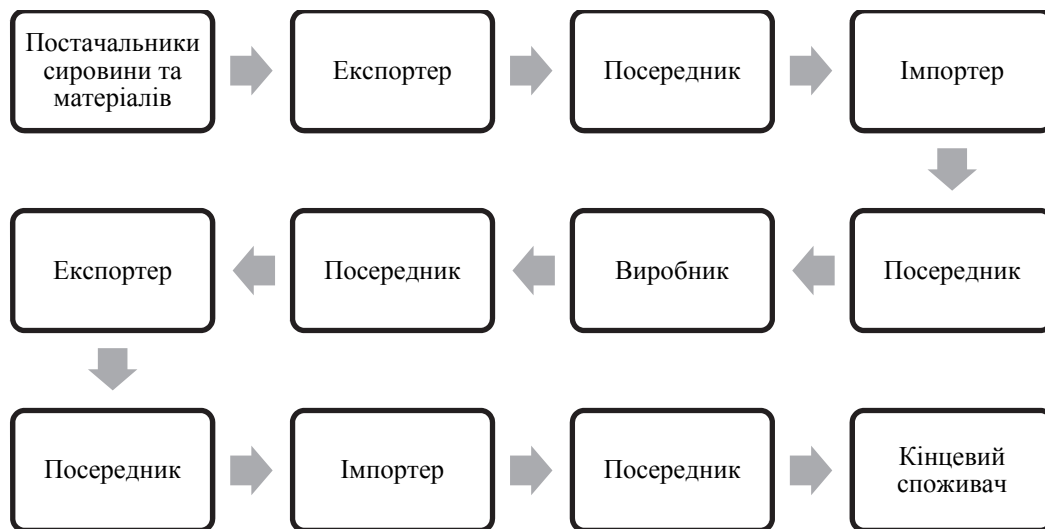 Постачальники
сировини та
матеріалів
Експортер
Посередник
Імпортер
Експортер
Посередник
Виробник
Посередник
Посередник
Імпортер
Посередник
Кінцевий
споживач